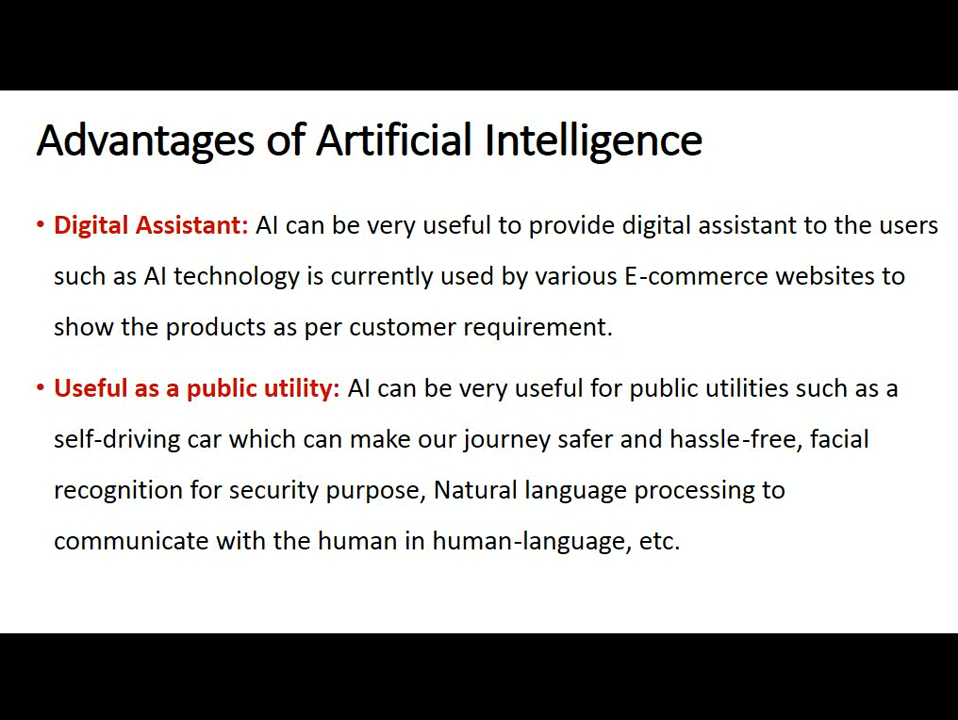 Advantages of Artificial Intelligence
• Digital Assistant: AI can be very useful to provide digital assistant to the users
such as AI technology is currently used by various E-commerce websites to
show the products as per customer requirement.
• Useful as a public utility: AI can be very useful for public utilities such as a
self-driving car which can make our journey safer and hassle-free, facial
recognition for security purpose, Natural language processing to
communicate with the human in human-language, etc.